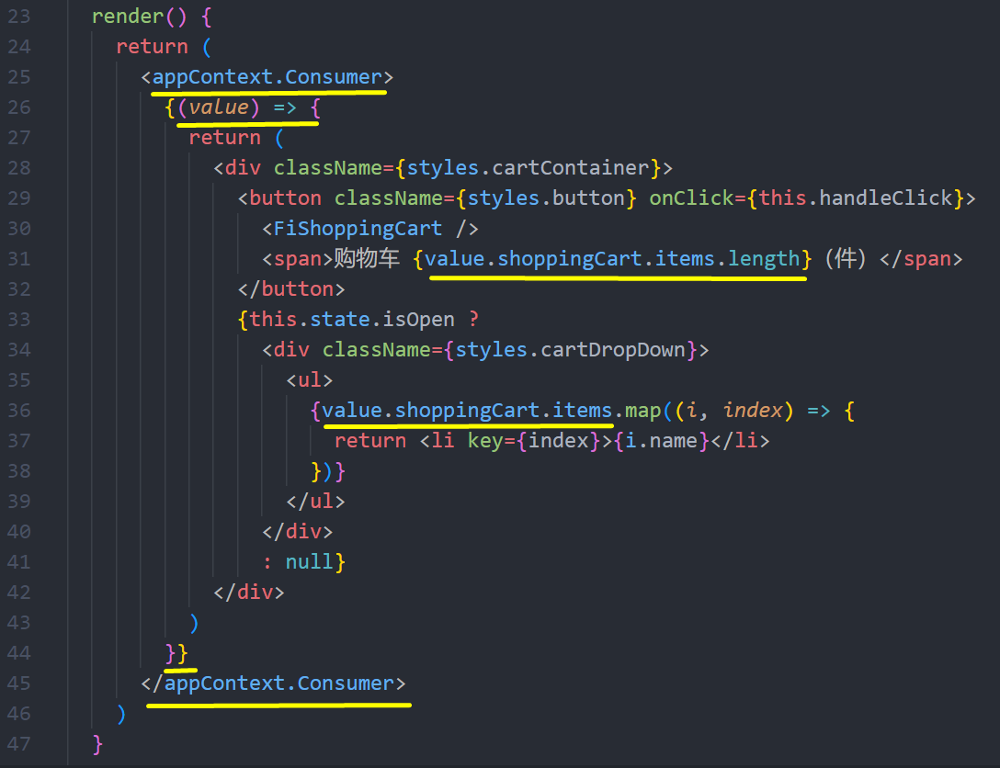 23 render() {
24 return (
25 <appContext.Consumer>
26 {(value) => {
27 return (
28 <div className={styles.cartContainer}>
29 <button className={styles.button} onClick={this.handleClick}>
30 <FiShoppingCart />
31 <span>购物车 {value.shoppingCart.items.length} (件) </span>
32 </button>
33 {this.state.isOpen ?
34 <div className={styles.cartDropDown}>
35 <ul>
36 {value.shoppingCart.items.map((i, index) => {
37 return <li key={index}>{i.name}</li>
38 })}
39 </ul>
40 </div>
41 : null}
42 </div>
43 )
44 }}
45 </appContext.Consumer>
46 )
47 }